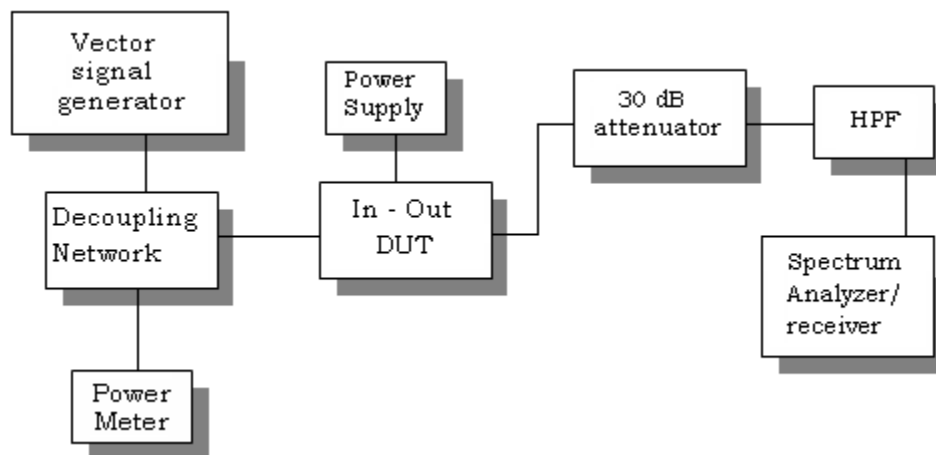 Vector
signal
generator
Power
Supply
30 dB
attenuator
HPF
Decoupling
Network
In - Out
DUT
Spectrum
Analyzer/
receiver
Power
Meter